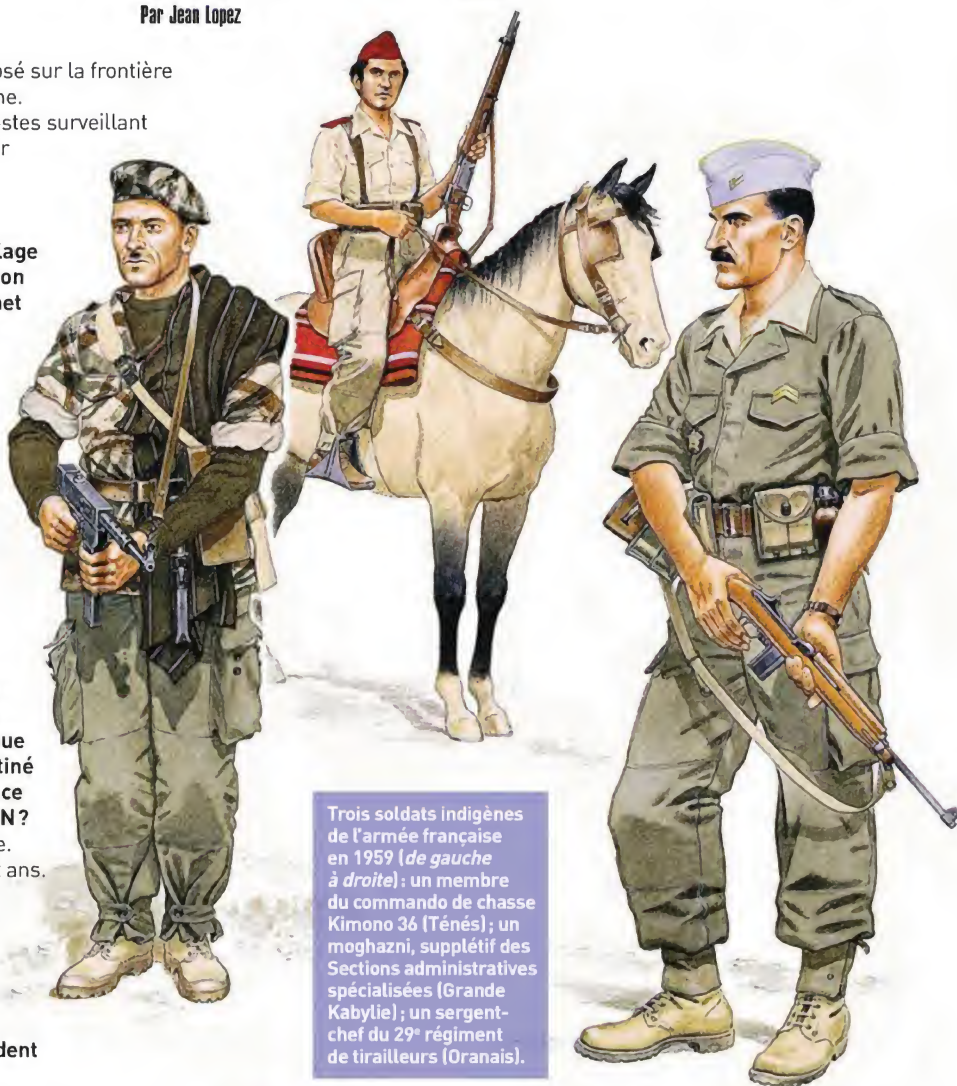 Par Jean Lopez
osé sur la frontière
ne.
stes surveillant
r
lage
on
net
ue
tiné
ce
N ?
e.
t ans.
dent
Trois soldats indigènes
de l'armée française
en 1959 (de gauche
à droite) : un membre
du commando de chasse
Kimono 36 (Ténés) ; un
moghazni, supplétif des
Sections administratives
spécialisées (Grande
Kabylie) ; un sergent-
chef du 29e régiment
de tirailleurs (Oranais).